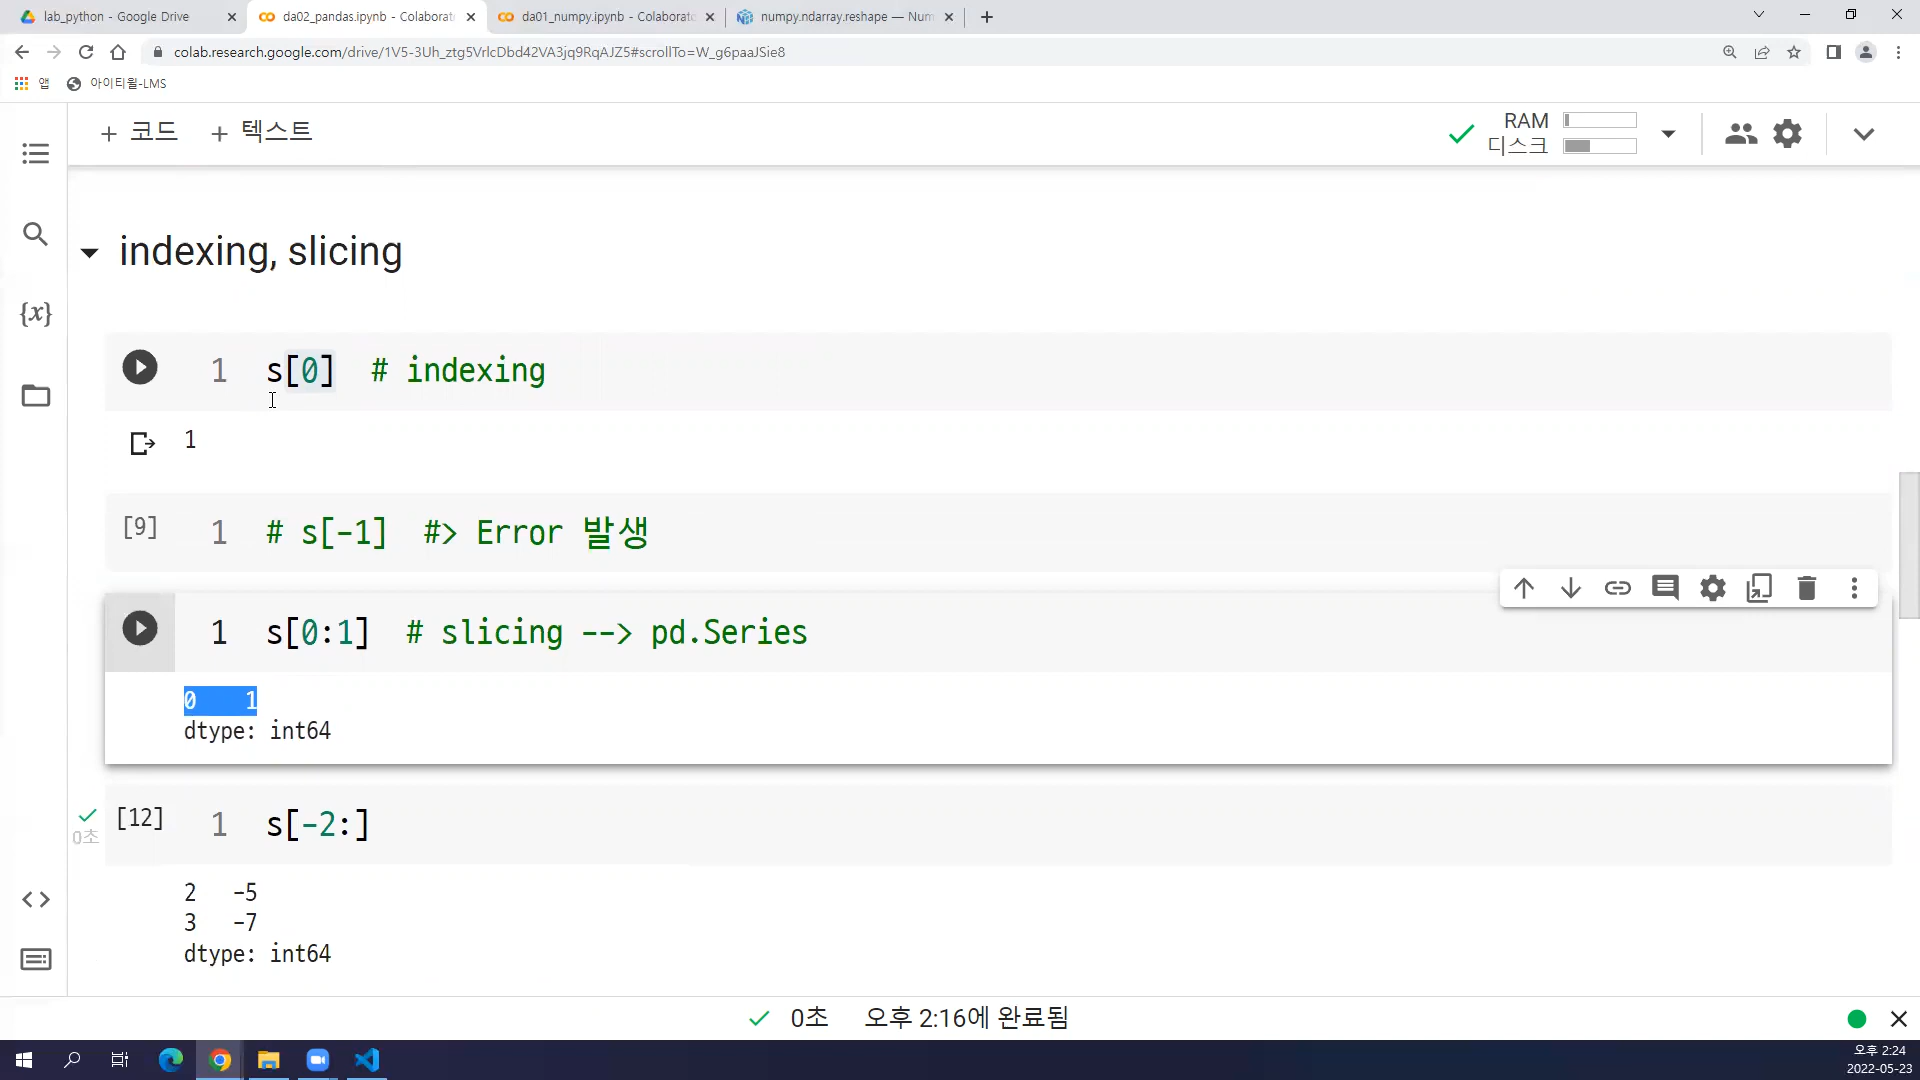 lab_python - Google Drive
da02_pandas.ipynb - Colaborato
da01_numpy.ipynb - Colaborato
numpy.ndarray.reshape — Num
colab.research.google.com/drive/1V5-3Uh_ztg5VrlcDbd42VA3jq9RqAJZ5#scrollTo=W_g6paaJSie8
앱
아이티윌-LMS
+ 코드
+ 텍스트
RAM
디스크
indexing, slicing
{x}
1 s[0] # indexing
1
[9] 1 # s[-1] #> Error 발생
1 s[0:1] # slicing --> pd.Series
0 1
dtype: int64
[12] 1 s[-2:]
0초
2 -5
3 -7
dtype: int64
0초 오후 2:16에 완료됨
오후 2:24
2022-05-23